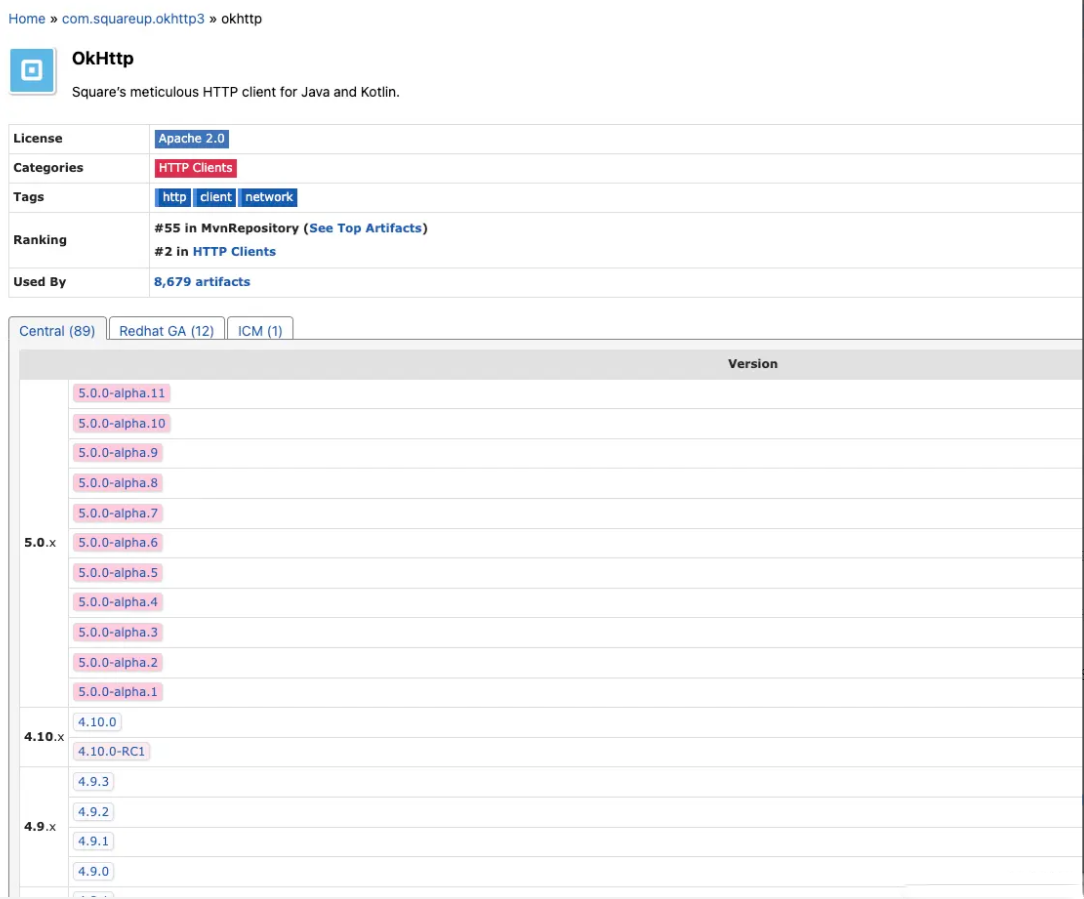 Home » com.squareup.okhttp3 » okhttp
OkHttp
Square's meticulous HTTP client for Java and Kotlin.
License Apache 2.0
Categories HTTP Clients
Tags http client network
Ranking #55 in MvnRepository (See Top Artifacts)
#2 in HTTP Clients
Used By 8,679 artifacts
Central (89) Redhat GA (12) ICM (1)
Version
5.0.0-alpha.11
5.0.0-alpha.10
5.0.0-alpha.9
5.0.0-alpha.8
5.0.0-alpha.7
5.0.x 5.0.0-alpha.6
5.0.0-alpha.5
5.0.0-alpha.4
5.0.0-alpha.3
5.0.0-alpha.2
5.0.0-alpha.1
4.10.x 4.10.0
4.10.0-RC1
4.9.3
4.9.2
4.9.x 4.9.1
4.9.0